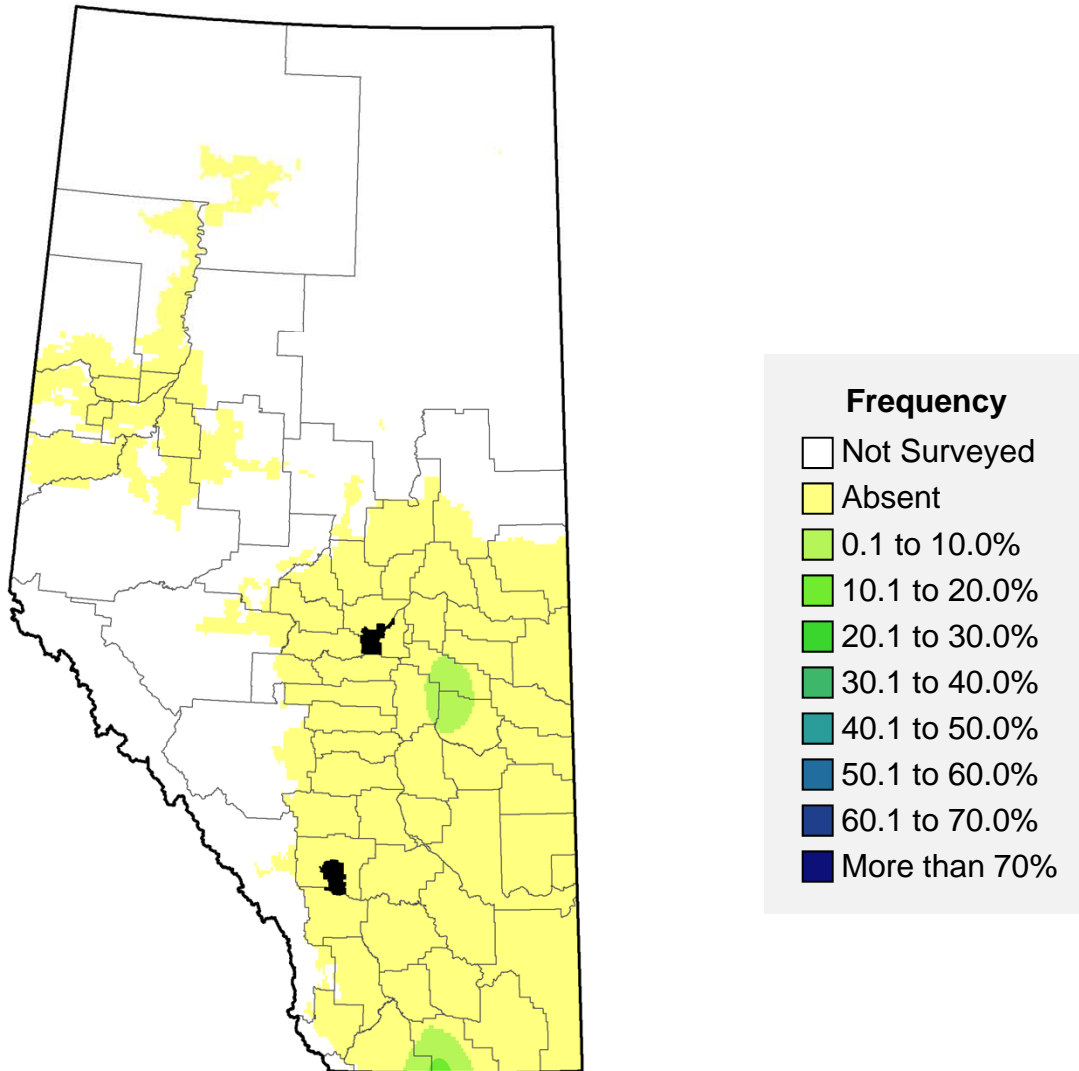 Frequency
Not Surveyed
Absent
0.1 to 10.0%
10.1 to 20.0%
20.1 to 30.0%
30.1 to 40.0%
40.1 to 50.0%
50.1 to 60.0%
60.1 to 70.0%
More than 70%